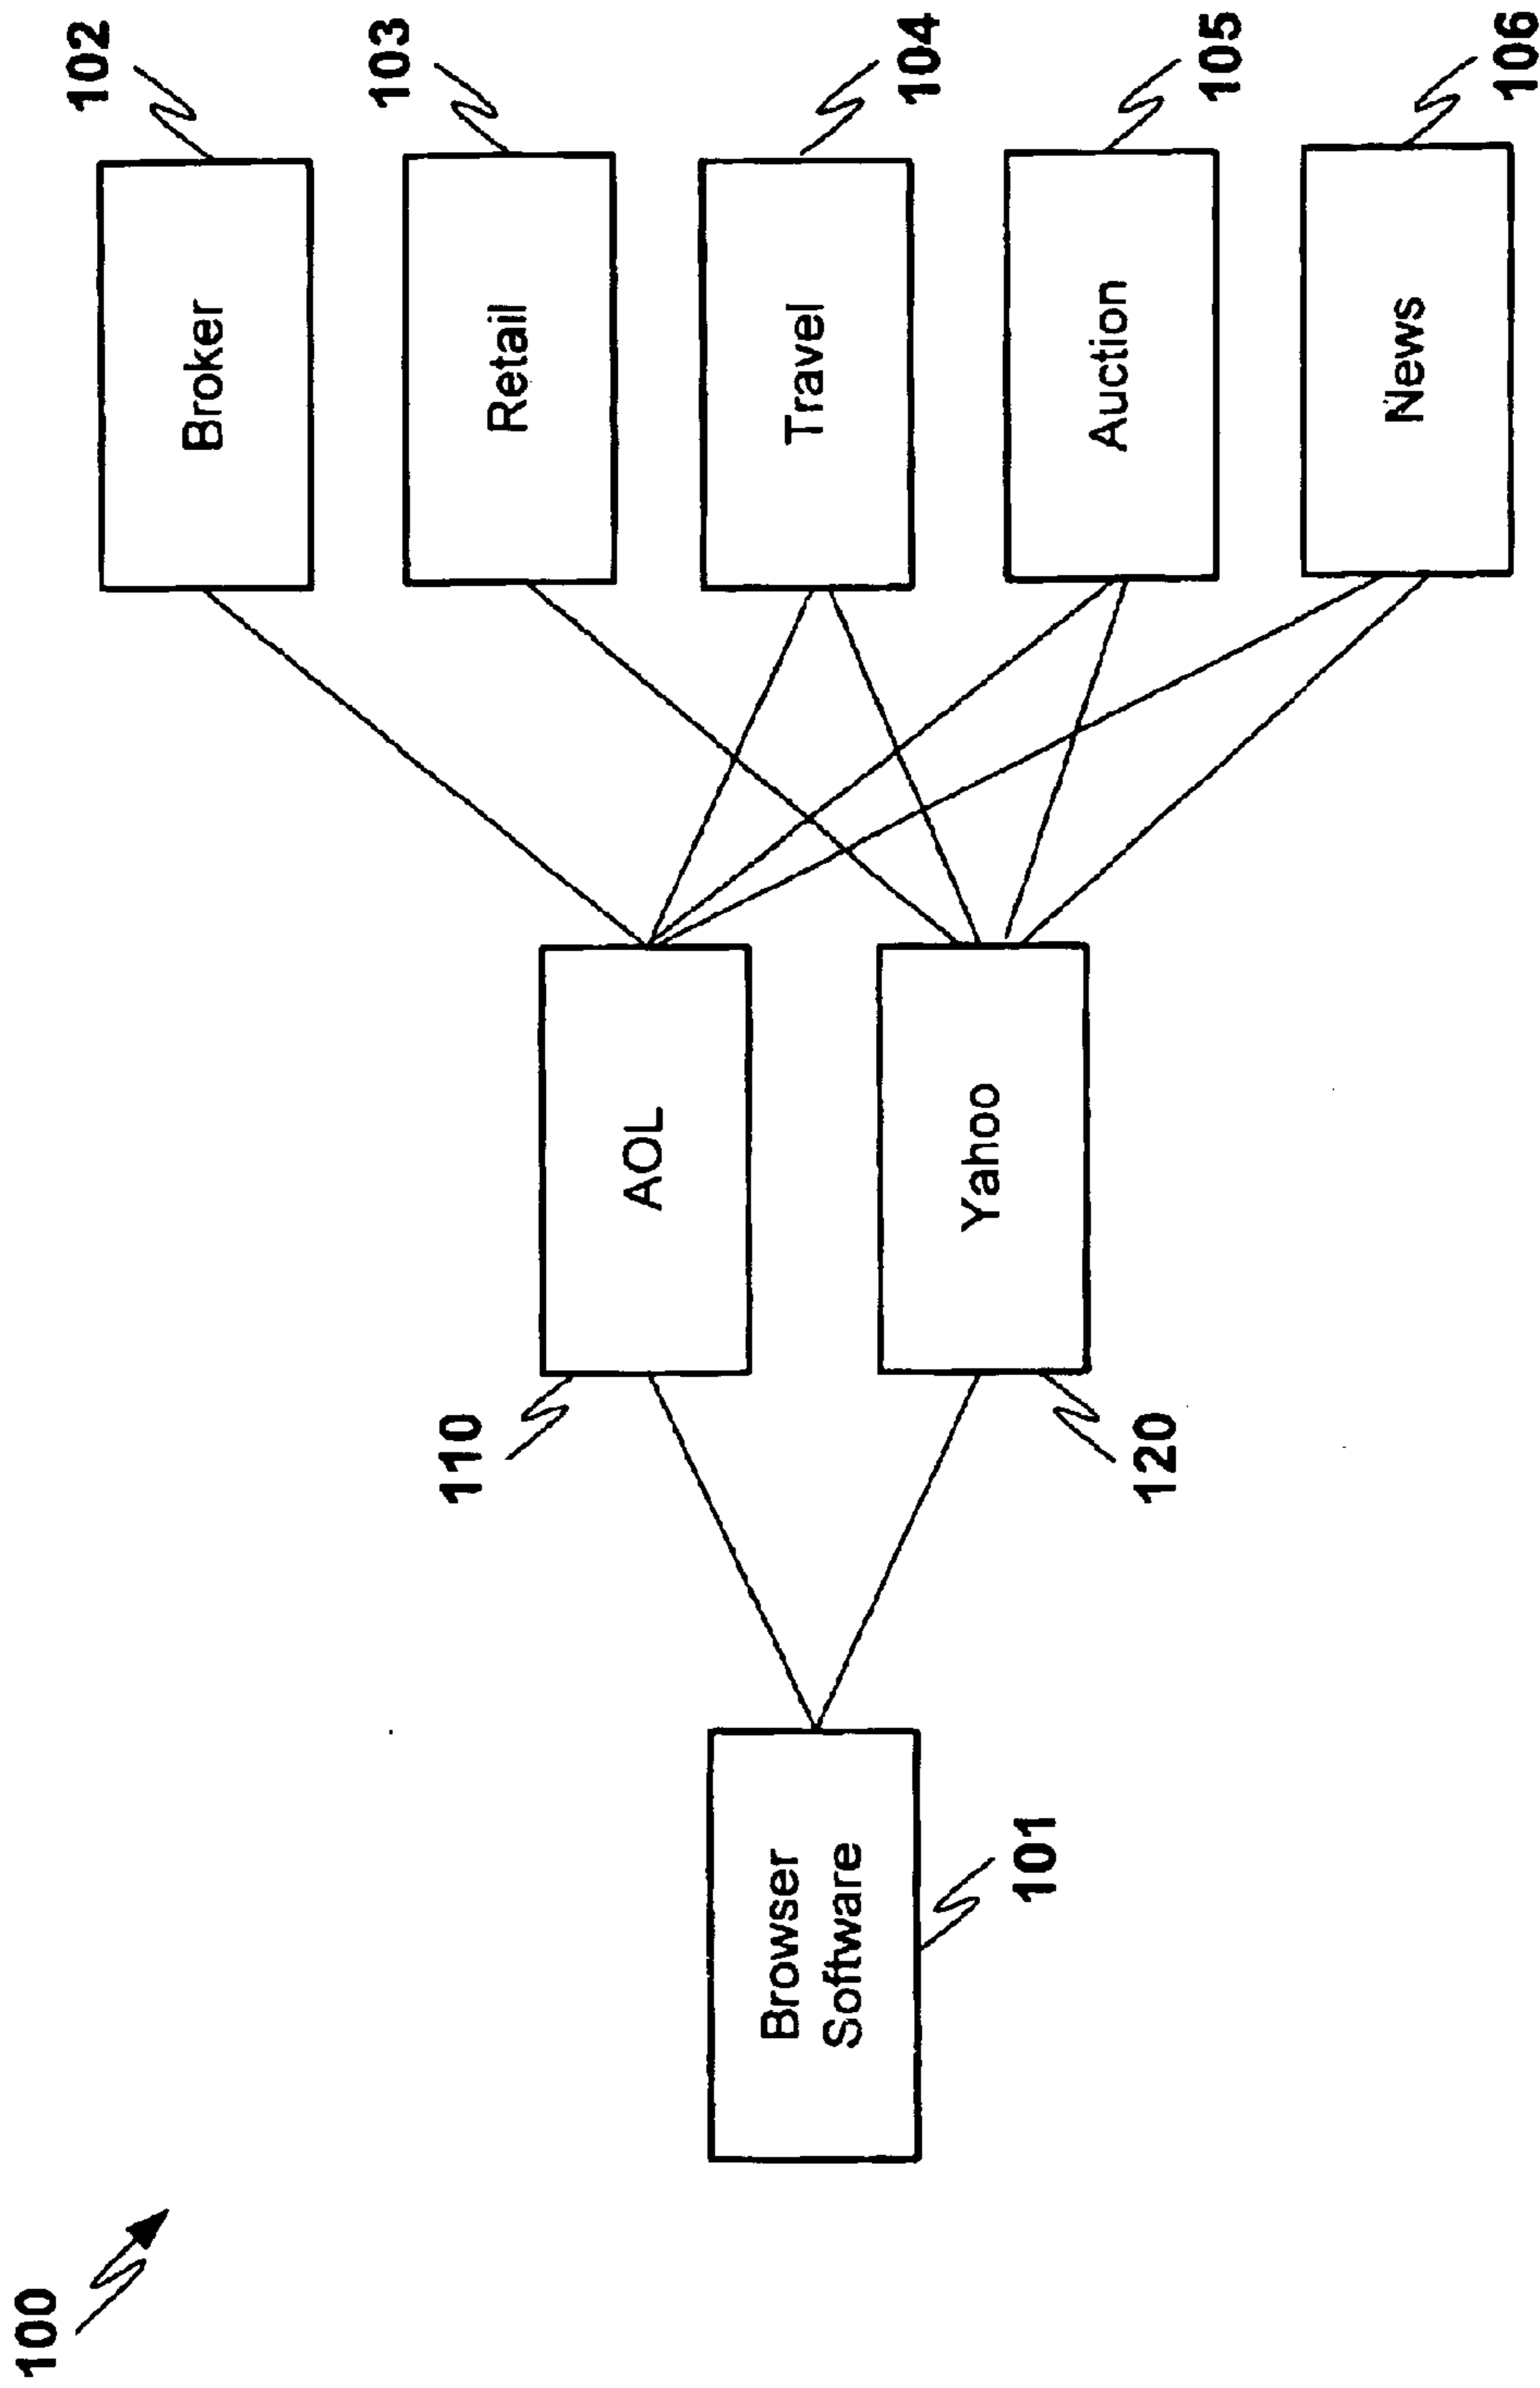 100
Browser
Software
101
110
AOL
Yahoo
120
Broker
102
Retail
103
Travel
104
Auction
105
News
106